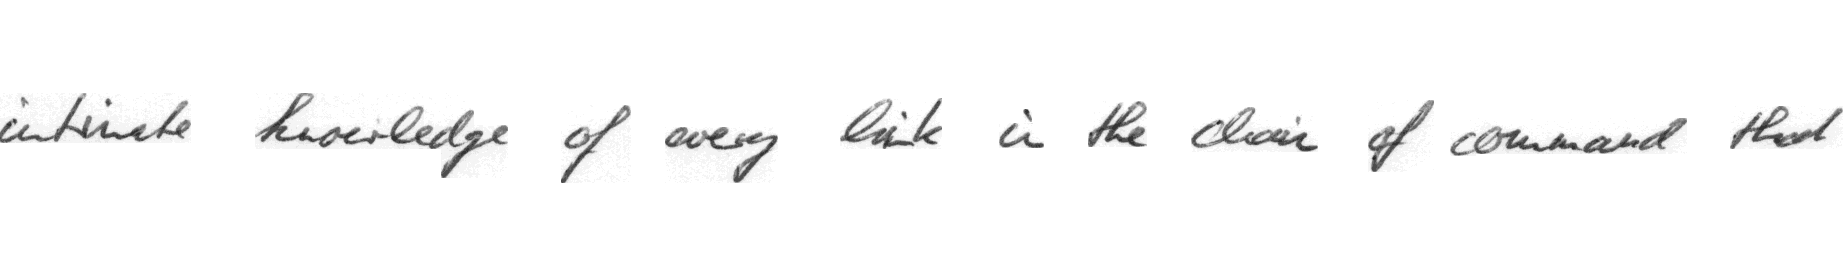 intimate knowledge of every link in the chain of command that